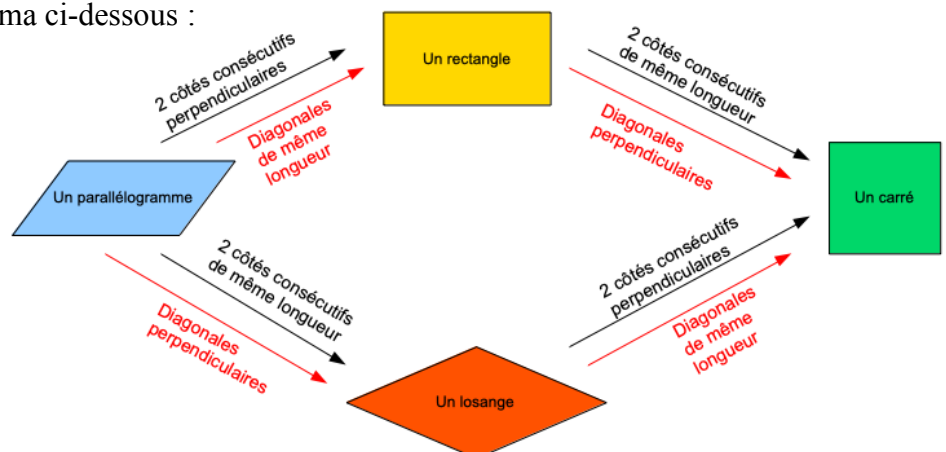 ma ci-dessous :
2 côtés consécutifs
perpendiculaires
Diagonales
de même
longueur
Un rectangle
2 côtés consécutifs
de même longueur
Diagonales
perpendiculaires
Un parallélogramme
Un carré
2 côtés consécutifs
de même longueur
Diagonales
perpendiculaires
Un losange
2 côtés consécutifs
perpendiculaires
Diagonales
de même
longueur